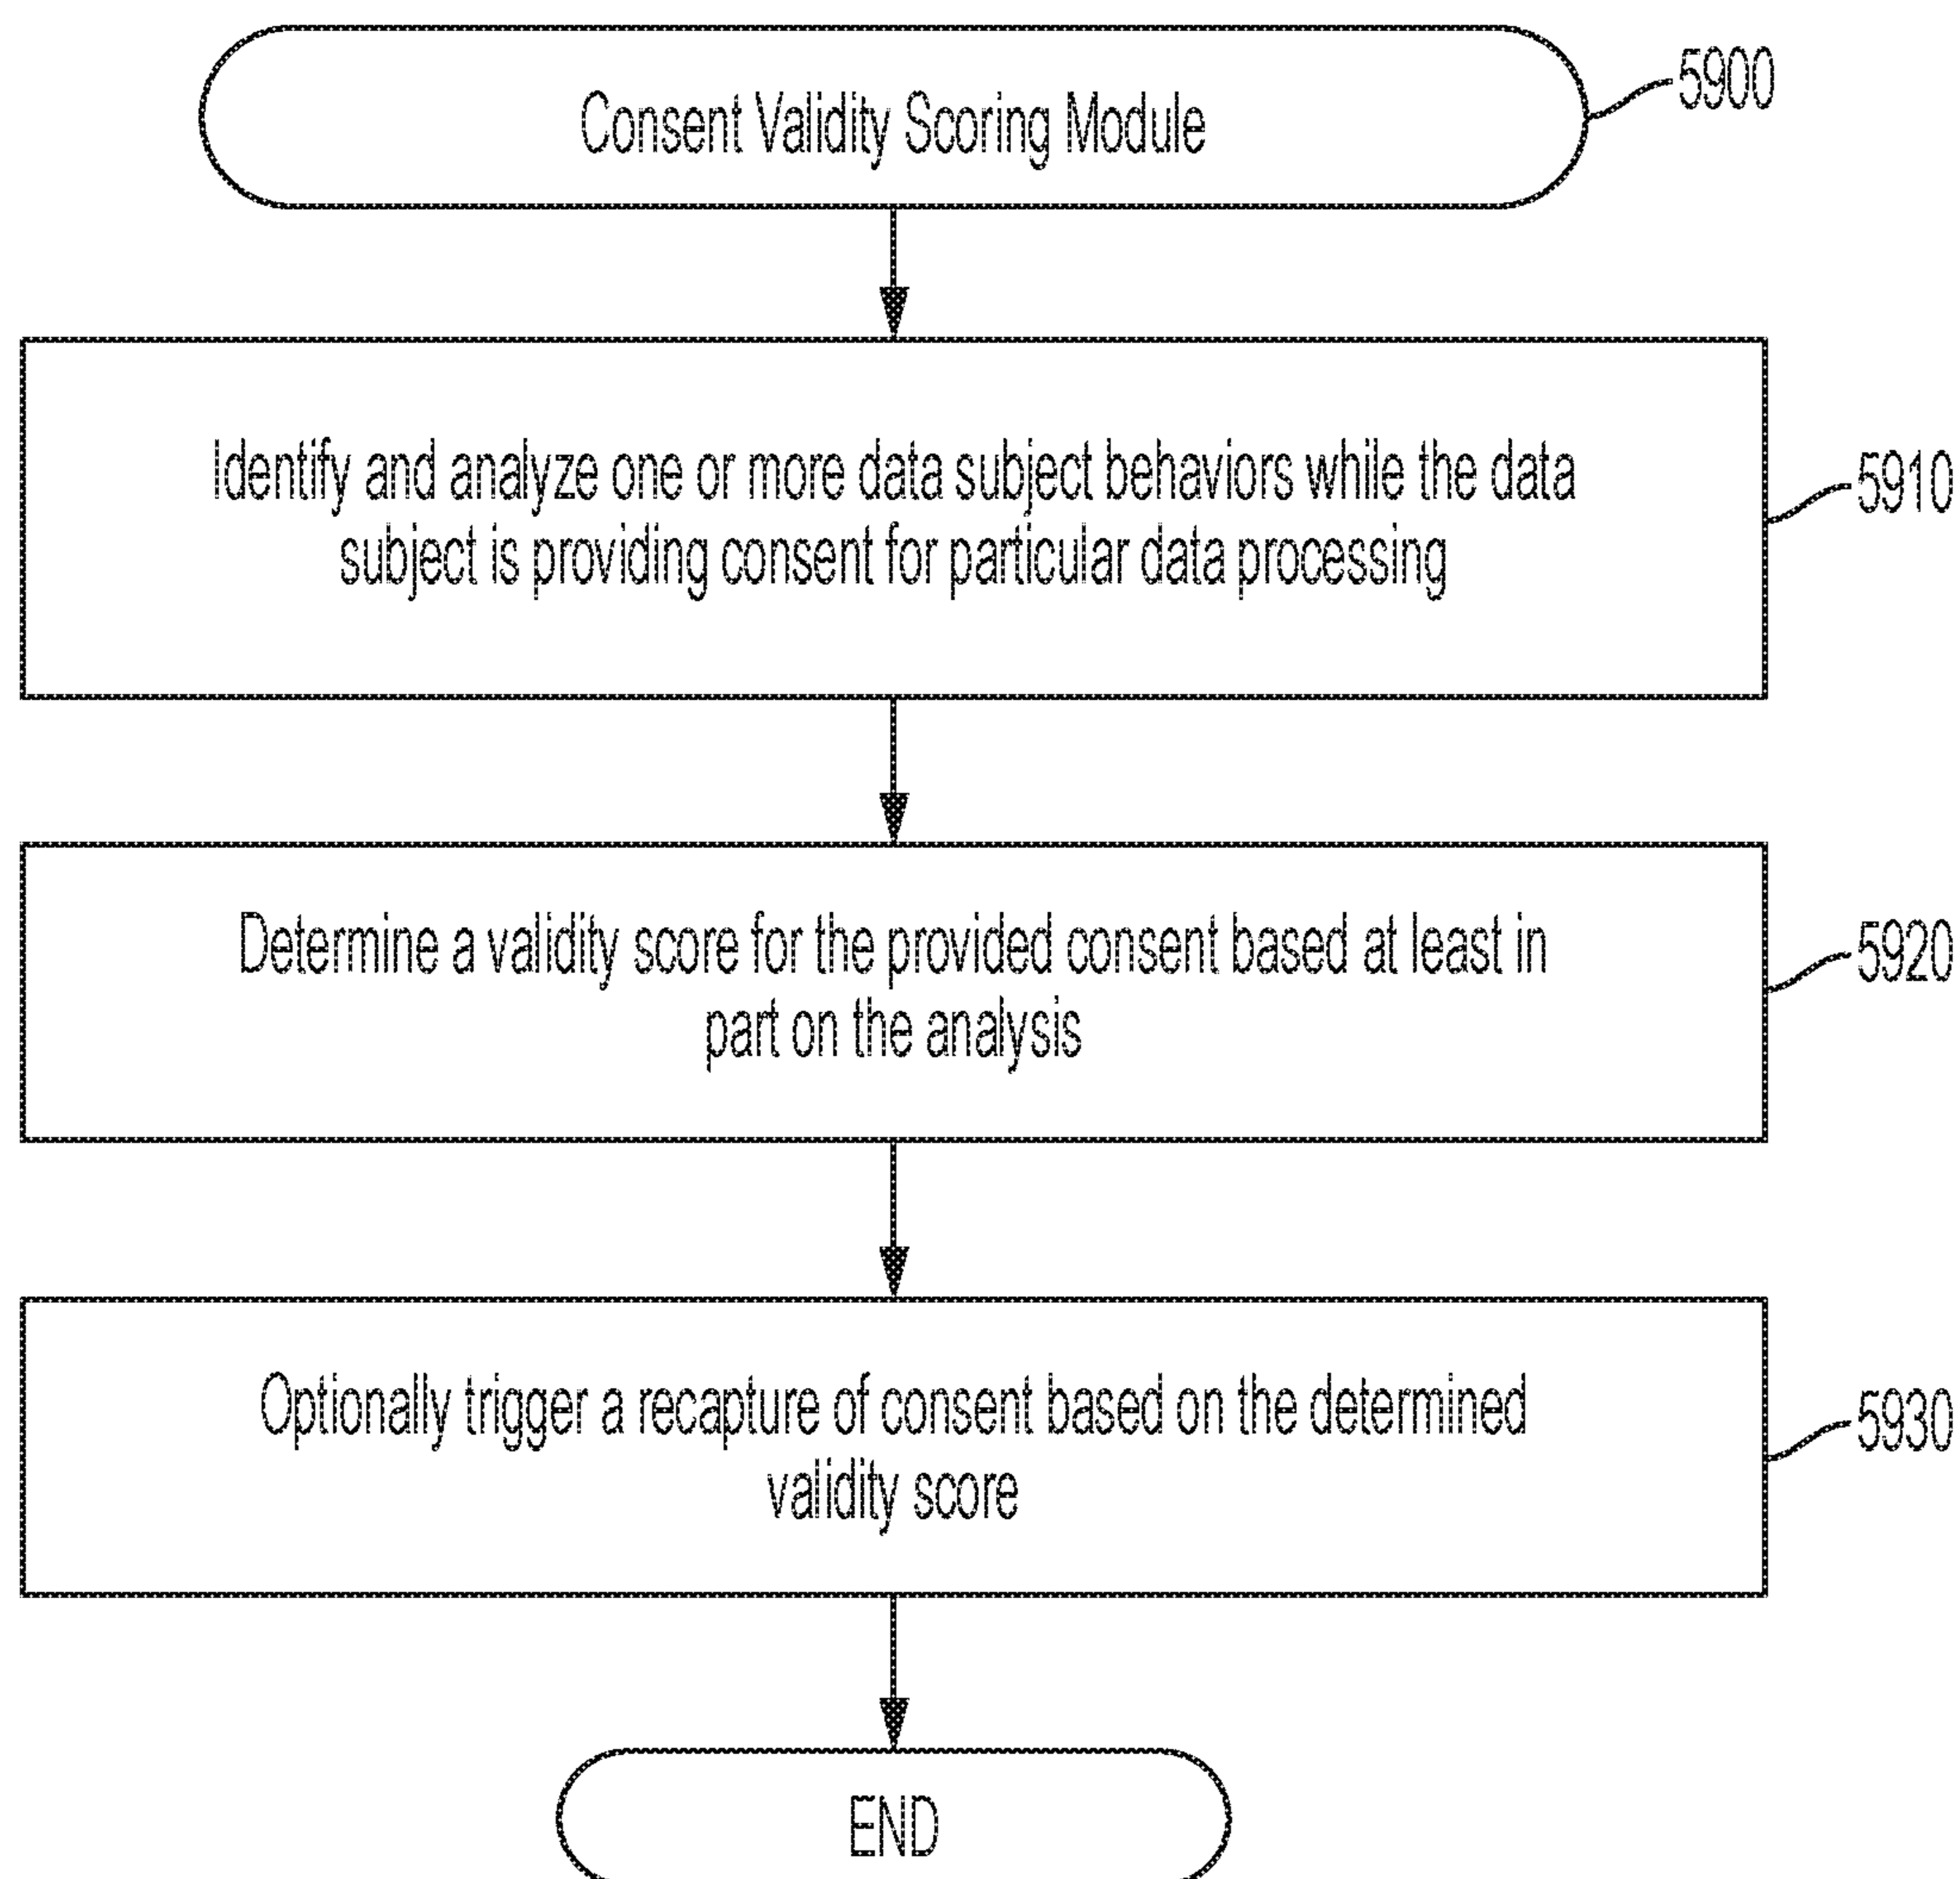 Consent Validity Scoring Module
5900
Identify and analyze one or more data subject behaviors while the data
subject is providing consent for particular data processing
5910
Determine a validity score for the provided consent based at least in
part on the analysis
5920
Optionally trigger a recapture of consent based on the determined
validity score
5930
END